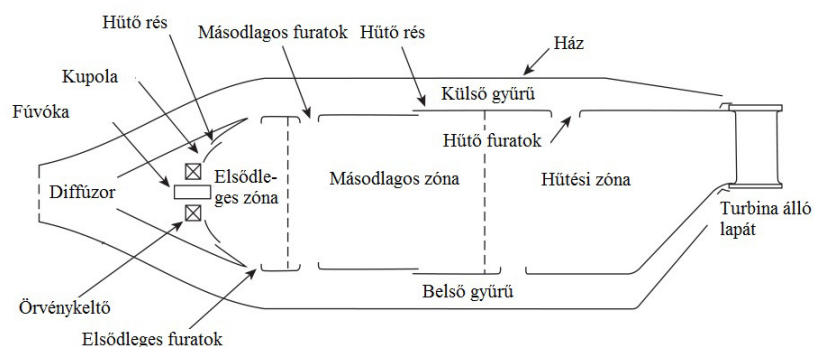 Hűtő rés
Másodlagos furatok
Hűtő rés
Ház
Kupola
Külső gyűrű
Fúvóka
Hűtő furatok
Elsődle-
ges zóna
Másodlagos zóna
Hűtési zóna
Diffúzor
Turbina álló
lapát
Belső gyűrű
Örvénykeltő
Elsődleges furatok